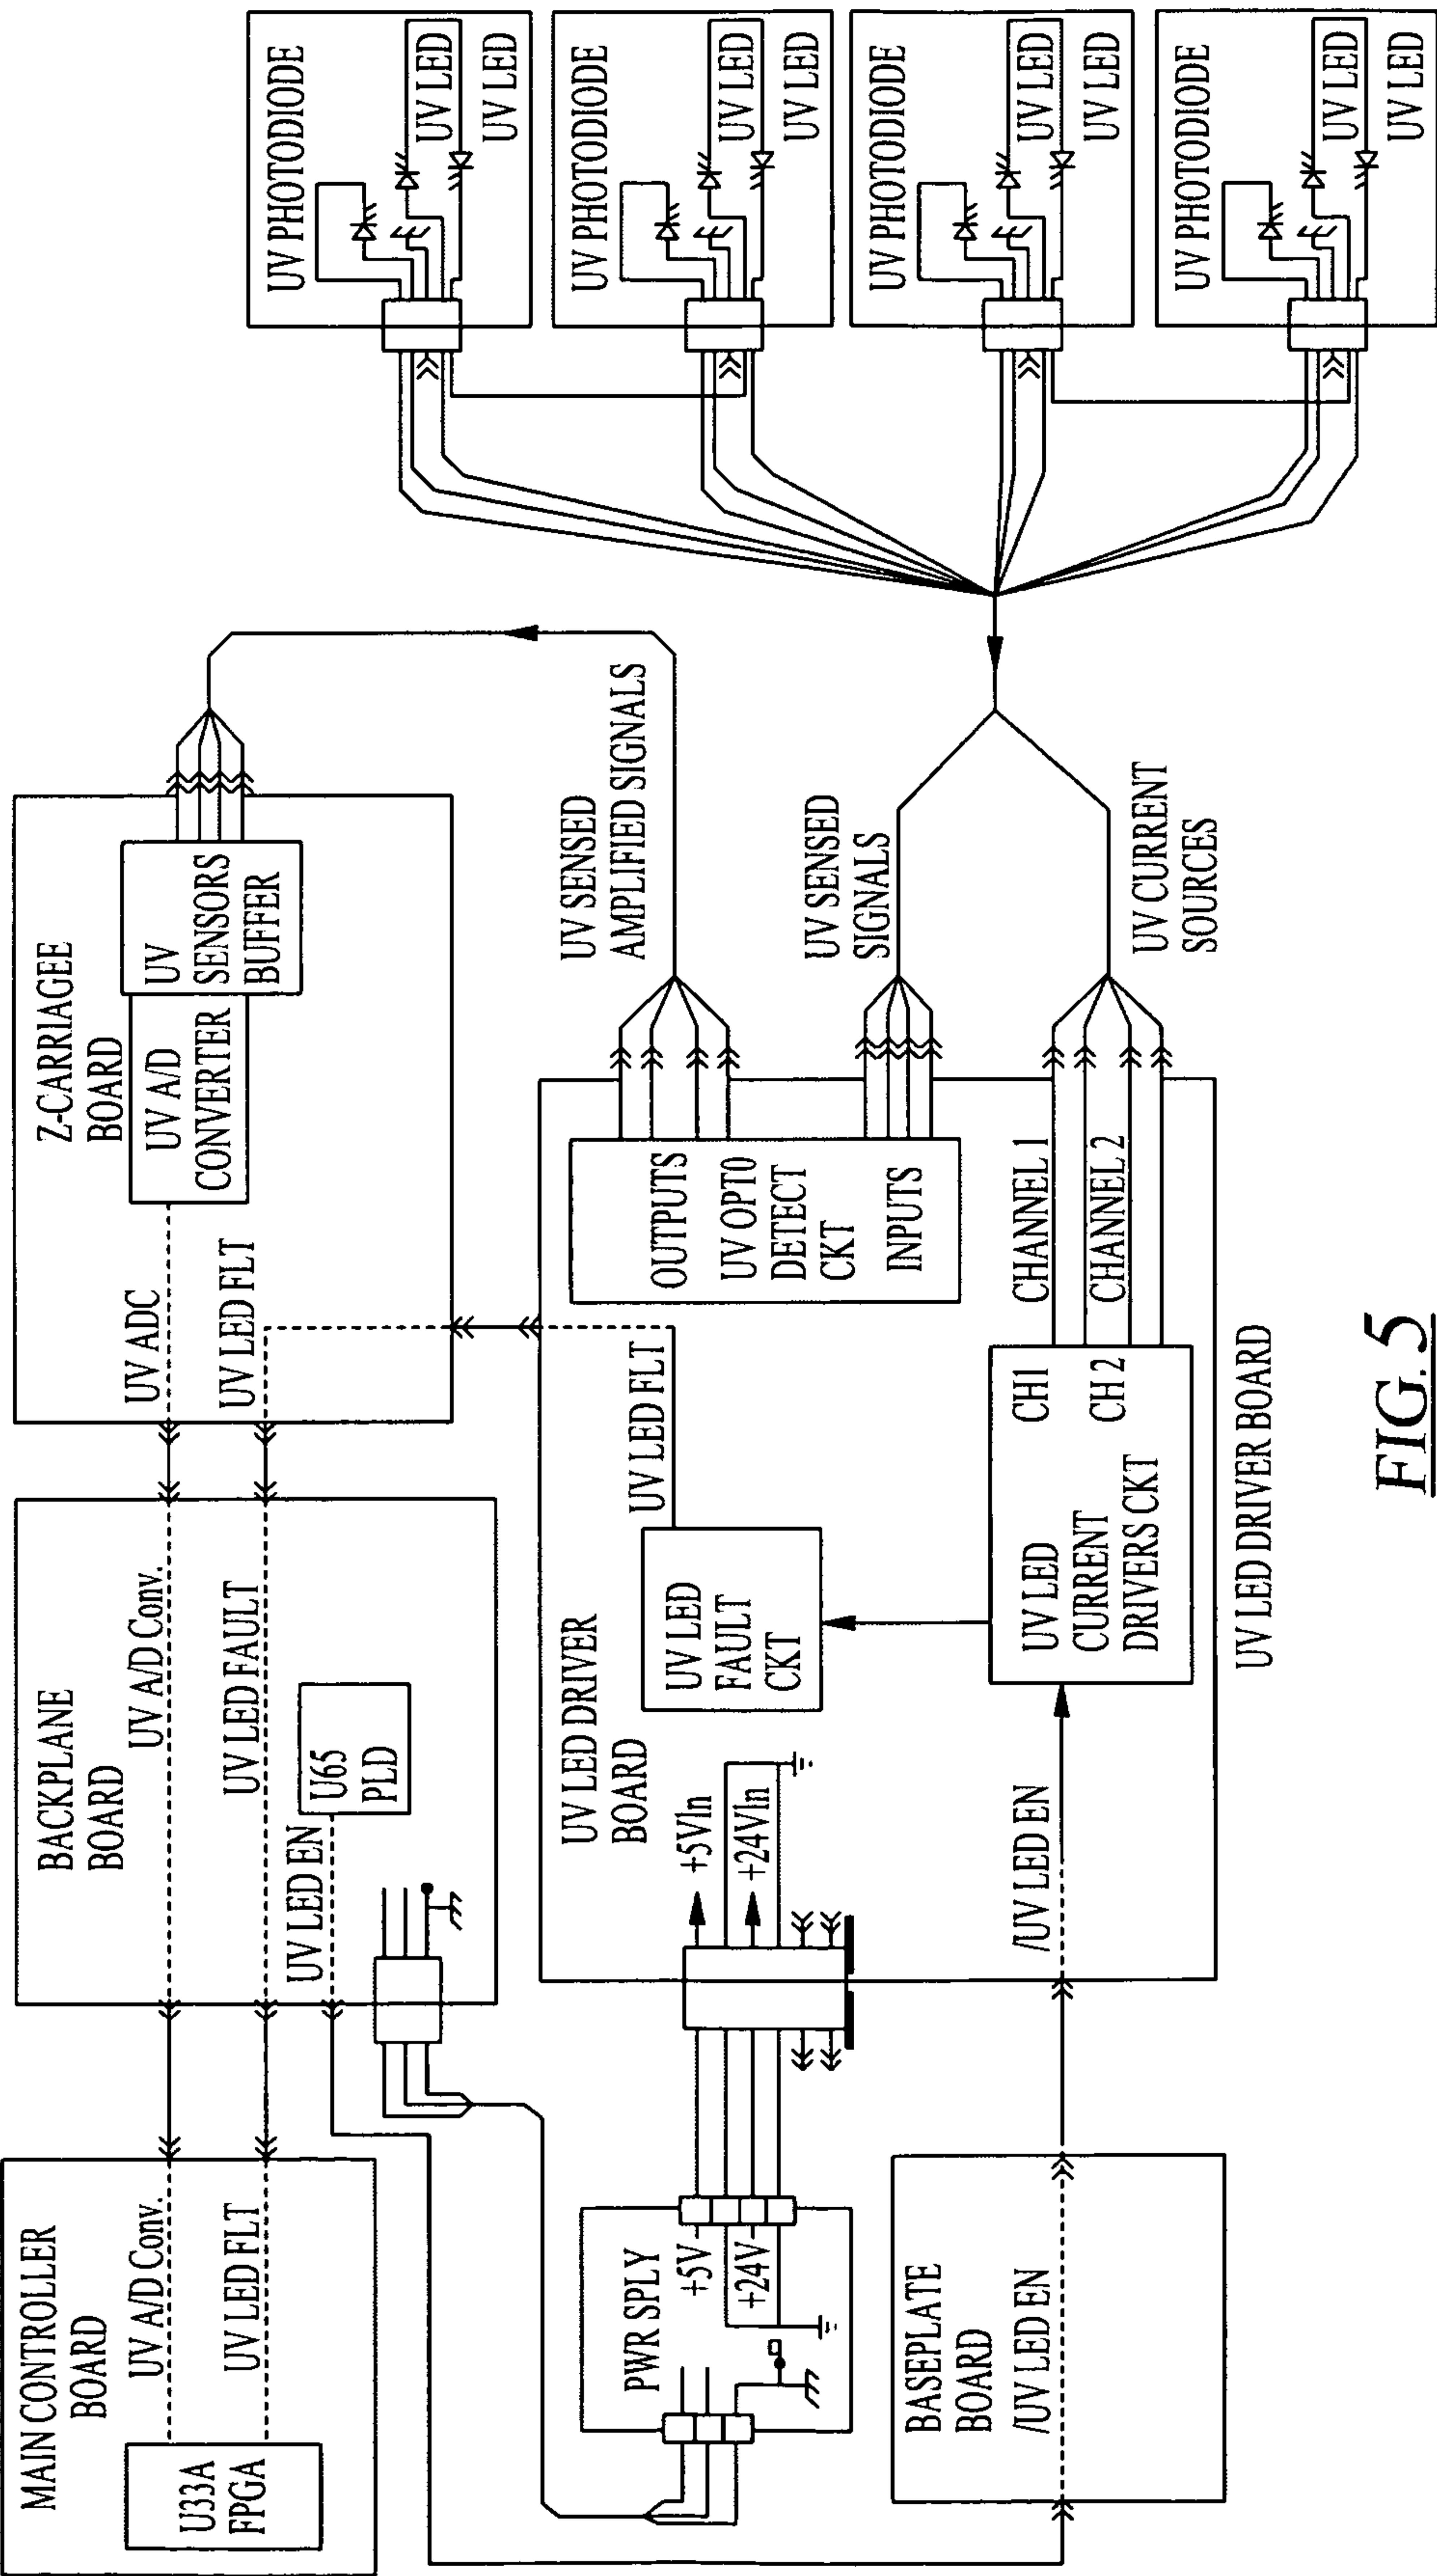 MAIN CONTROLLER
BOARD
UV A/D Conv.
UV LED FLT
U33A
FPGA
BACKPLANE
BOARD
UV A/D Conv.
UV LED FAULT
UV LED EN
U65
PLD
Z-CARRIAGEE
BOARD
UV ADC
UV LED FLT
UV A/D
CONVERTER
UV
SENSORS
BUFFER
PWR SPLY
+5V
+24V
UV LED DRIVER
BOARD
+5VIn
+24VIn
UV LED
FAULT
CKT
UV LED FLT
OUTPUTS
UV OPTO
DETECT
CKT
INPUTS
UV SENSED
AMPLIFIED SIGNALS
UV SENSED
SIGNALS
UV CURRENT
SOURCES
CHANNEL 1
CHANNEL 2
CH1
CH 2
UV LED
CURRENT
DRIVERS CKT
/UV LED EN
UV LED DRIVER BOARD
BASEPLATE
BOARD
/UV LED EN
UV PHOTODIODE
UV LED
UV LED
UV PHOTODIODE
UV LED
UV LED
UV PHOTODIODE
UV LED
UV LED
UV PHOTODIODE
UV LED
UV LED
FIG. 5